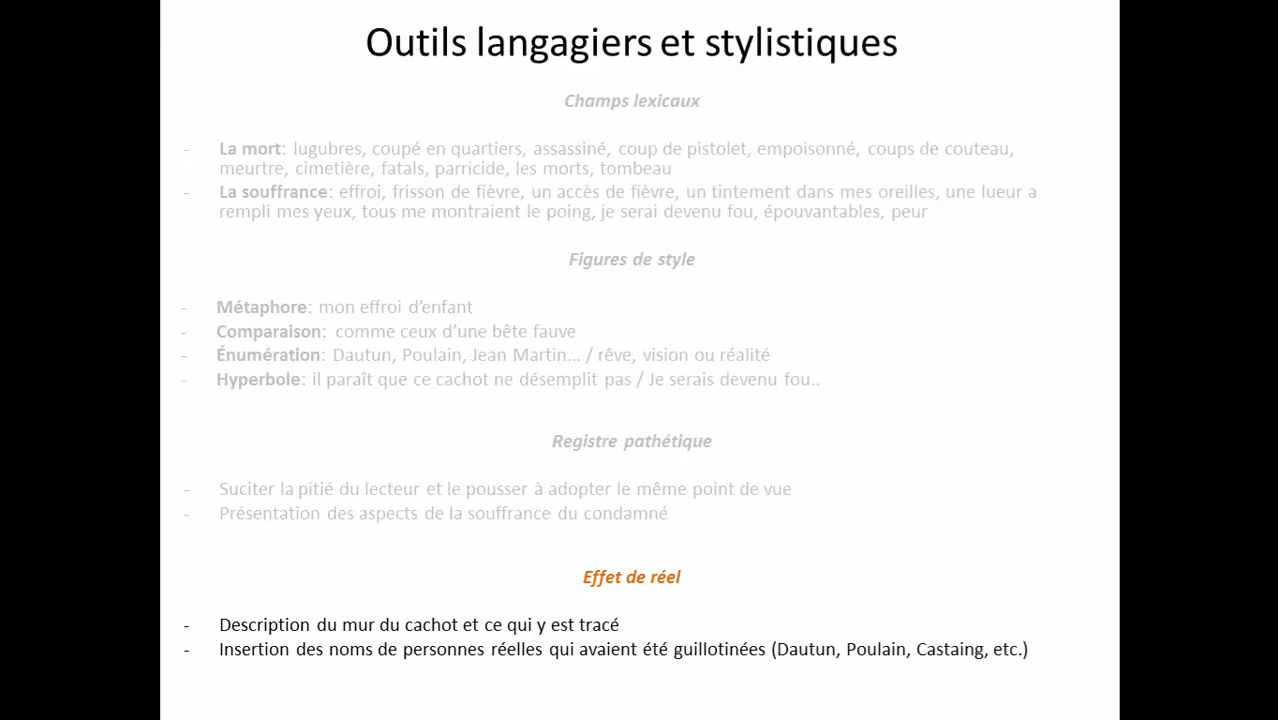 Outils langagiers et stylistiques
Champs lexicaux
- La mort: lugubres, coupé en quartiers, assassiné, coup de pistolet, empoisonné, coups de couteau,
meurtre, cimetière, fatals, parricide, les morts, tombeau
- La souffrance: effroi, frisson de fièvre, un accès de fièvre, un tintement dans mes oreilles, une lueur a
rempli mes yeux, tous me montraient le poing, je serai devenu fou, épouvantables, peur
Figures de style
- Métaphore: mon effroi d'enfant
- Comparaison: comme ceux d'une bête fauve
- Énumération: Dautun, Poulain, Jean Martin... / rêve, vision ou réalité
- Hyperbole: il paraît que ce cachot ne désemplit pas / Je serais devenu fou..
Registre pathétique
- Suciter la pitié du lecteur et le pousser à adopter le même point de vue
- Présentation des aspects de la souffrance du condamné
Effet de réel
- Description du mur du cachot et ce qui y est tracé
- Insertion des noms de personnes réelles qui avaient été guillotinées (Dautun, Poulain, Castaing, etc.)